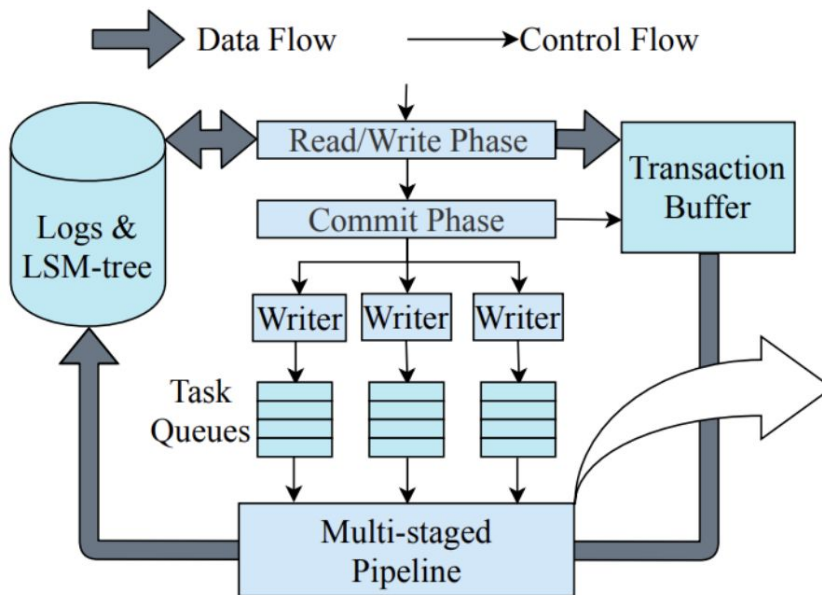 Data Flow
Control Flow
Read/Write Phase
Transaction
Buffer
Commit Phase
Logs &
LSM-tree
Writer
Writer
Writer
Task
Queues
Multi-staged
Pipeline